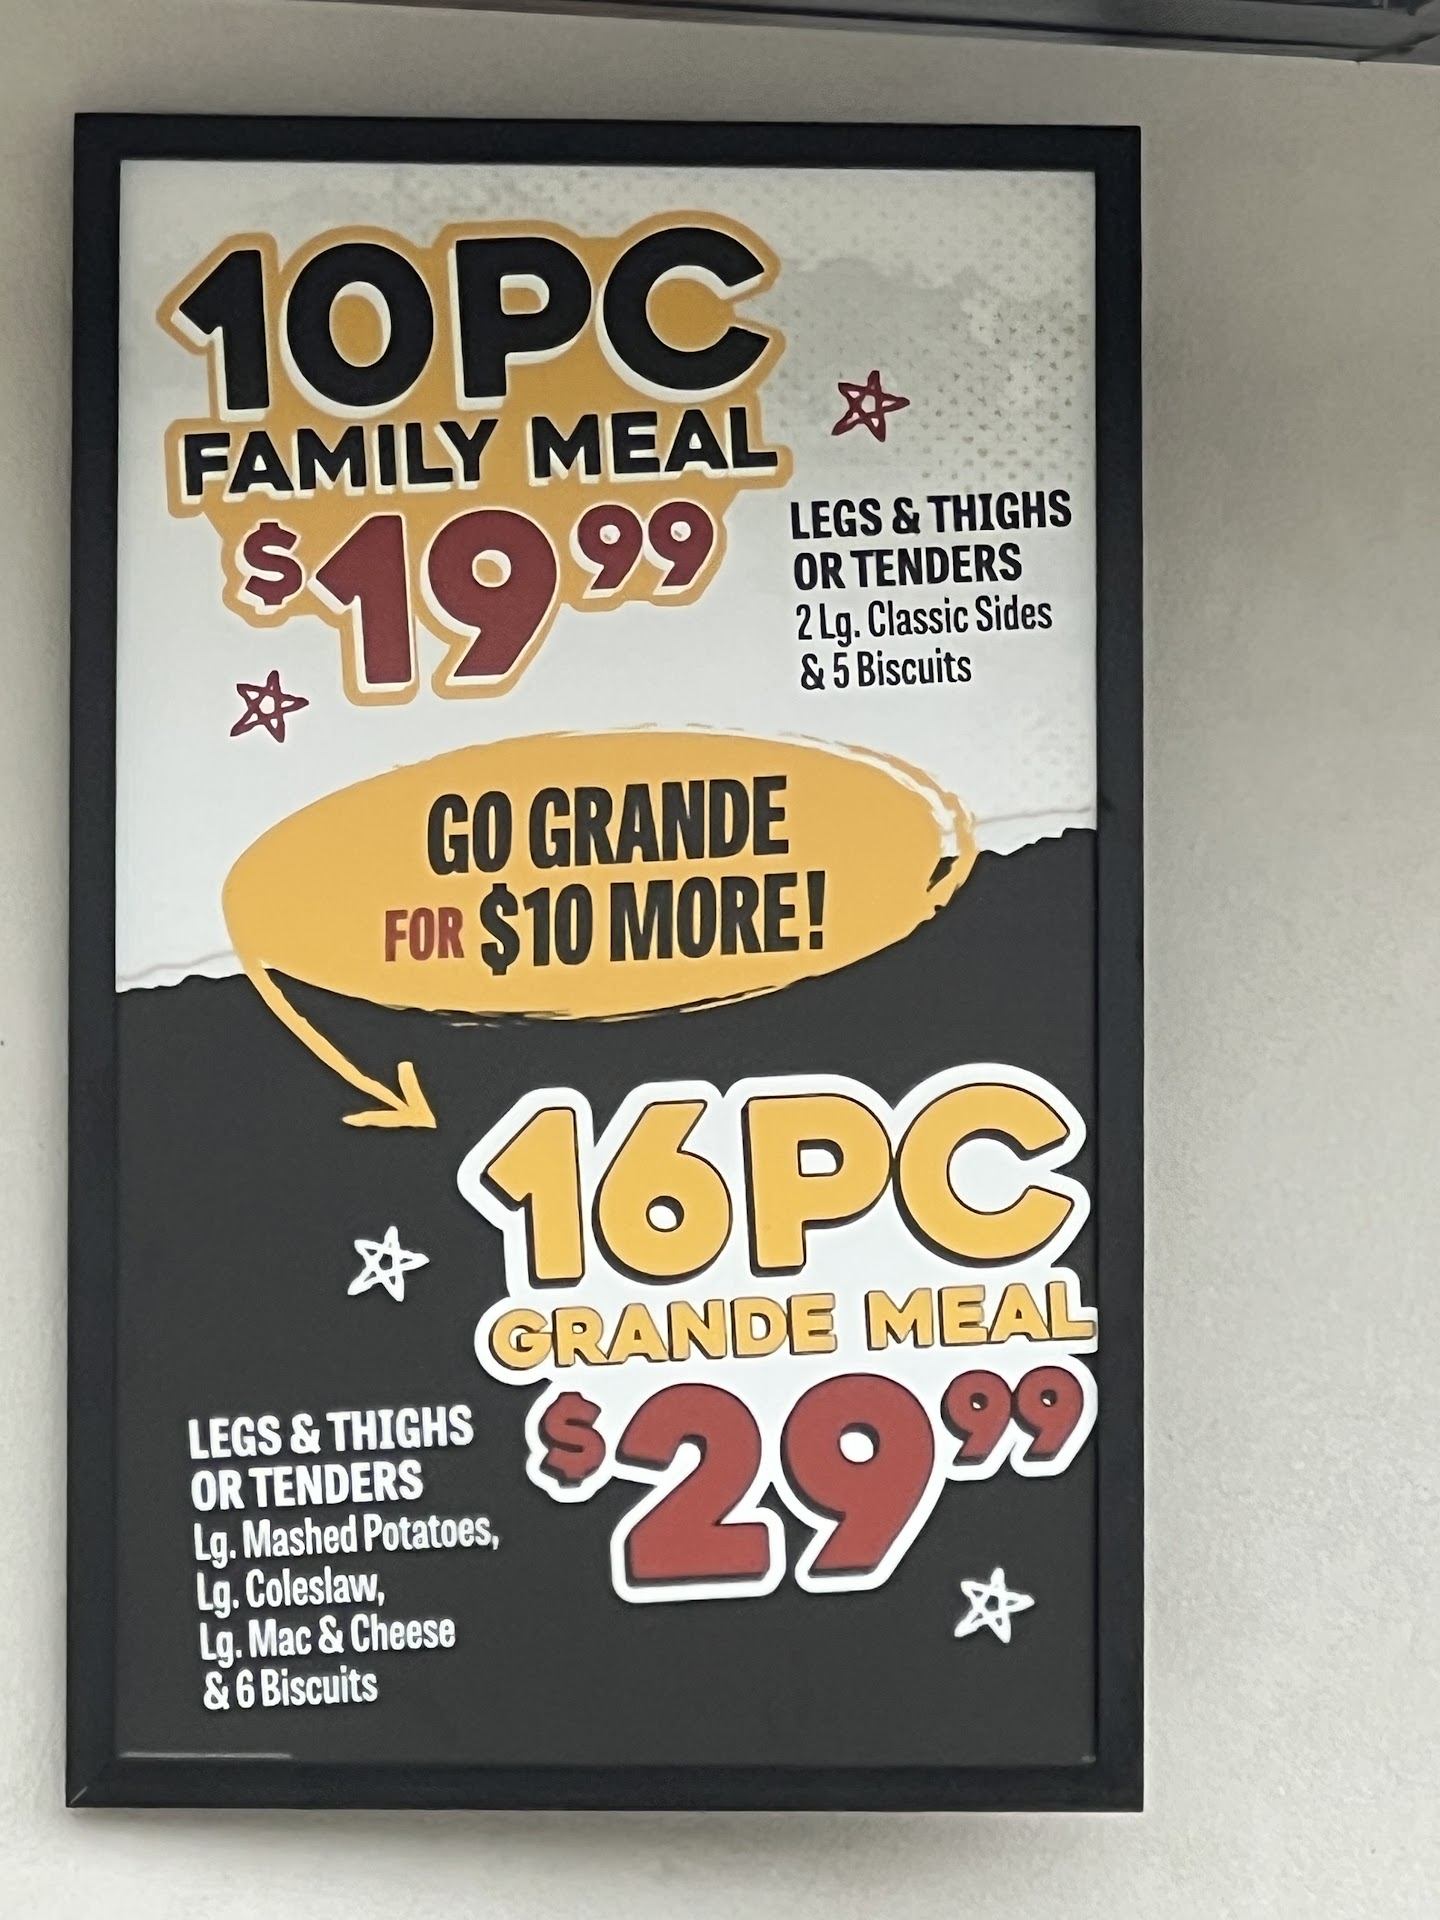 10PC
FAMILY MEAL
$19.99
LEGS & THIGHS
OR TENDERS
2 Lg. Classic Sides
& 5 Biscuits
GO GRANDE
FOR $10 MORE!
16PC
GRANDE MEAL
$29.99
LEGS & THIGHS
OR TENDERS
Lg. Mashed Potatoes,
Lg. Coleslaw,
Lg. Mac & Cheese
& 6 Biscuits